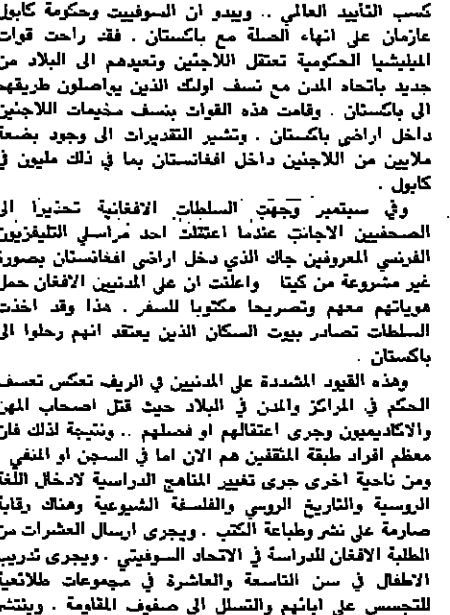 كسب التأييد العالمي .. ويبدو ان السوفييت وحكومة كابول
عازمان على انهاء الصلة مع باكستان . فقد راحت قوات
الميليشيا الحكومية تعتقل اللاجئين وتعيدهم الى البلاد من
جديد باتحاد المدن مع نسف اولئك الذين يواصلون طريقهم
الى باكستان . وقامت هذه القوات بنسف مخيمات اللاجئين
داخل اراضى باكستان . وتشير التقديرات الى وجود بضعة
ملايين من اللاجئين داخل افغانستان بما في ذلك مليون في
كابول .
وفي سبتمبر وجهت السلطات الافغانية تحذيرا الى
الصحفيين الاجانب عندما اعتقلت احد مراسلي التليفزيون
الفرنسي المعروفين جاك الذي دخل اراضى افغانستان بصورة
غير مشروعة من كيتا واعلنت ان على المدنيين الافغان حمل
هوياتهم معهم وتصريحا مكتوبا للسفر . هذا وقد اخذت
السلطات تصادر بيوت السكان الذين يعتقد انهم رحلوا الى
باكستان .
وهذه القيود المشددة على المدنيين في الريف تعكس تعسف
الحكم في المراكز والمدن في البلاد حيث قتل اصحاب المهن
والاكاديميون وجرى اعتقالهم او فصلهم .. ونتيجة لذلك فان
معظم افراد طبقة المثقفين هم الان اما في السجن او المنفي
ومن ناحية اخرى جرى تغيير المناهج الدراسية لادخال اللغة
الروسية والتاريخ الروسي والفلسفة الشيوعية وهناك رقابة
صارمة على نشر وطباعة الكتب . ويجرى ارسال العشرات من
الطلبة الافغان للدراسة في الاتحاد السوفيتي . ويجرى تدريب
الاطفال في سن التاسعة والعاشرة في مجموعات طلائعية
للتجسس على ابائهم والتسلل الى صفوف المقاومة . وينتشر